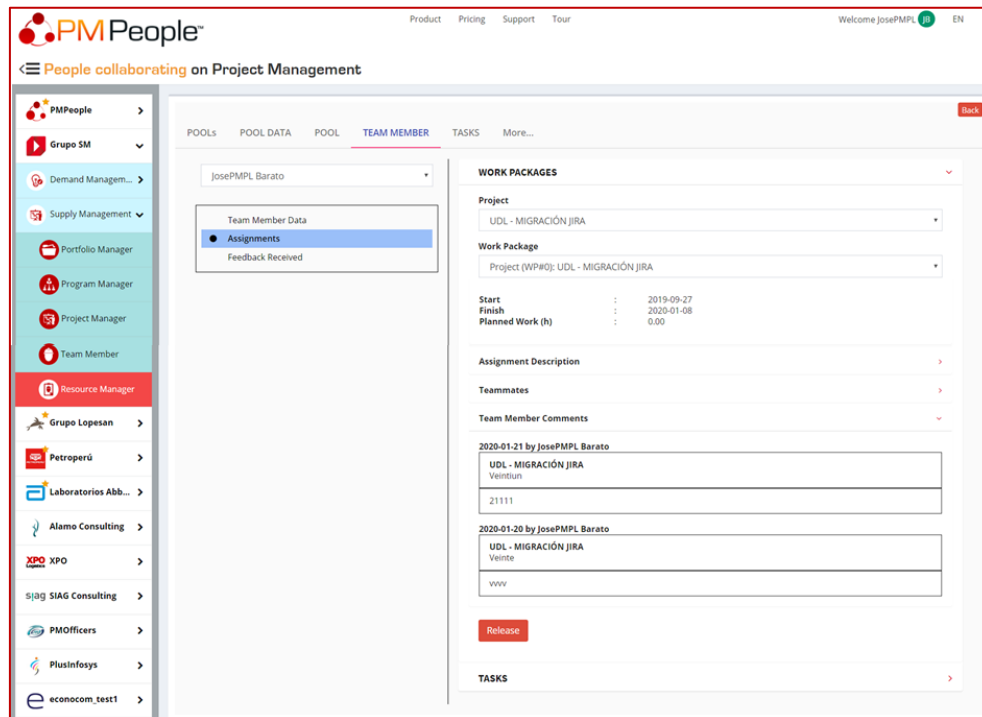 PMPeople™
Product Pricing Support Tour
Welcome JosePMPL JB EN
People collaborating on Project Management
PMPeople
Grupo SM
Demand Managem...
Supply Management
Portfolio Manager
Program Manager
Project Manager
Team Member
Resource Manager
Grupo Lopesan
Petroperú
Laboratorios Abb...
Alamo Consulting
XPO XPO
siag SIAG Consulting
PMOfficers
PlusInfosys
econocom_test1
Back
POOLs POOL DATA POOL TEAM MEMBER TASKS More...
JosePMPL Barato
Team Member Data
Assignments
Feedback Received
WORK PACKAGES
Project
UDL - MIGRACIÓN JIRA
Work Package
Project (WP#0): UDL - MIGRACIÓN JIRA
Start : 2019-09-27
Finish : 2020-01-08
Planned Work (h) : 0.00
Assignment Description
Teammates
Team Member Comments
2020-01-21 by JosePMPL Barato
UDL - MIGRACIÓN JIRA
Veintiun
21111
2020-01-20 by JosePMPL Barato
UDL - MIGRACIÓN JIRA
Veinte
vvvv
Release
TASKS